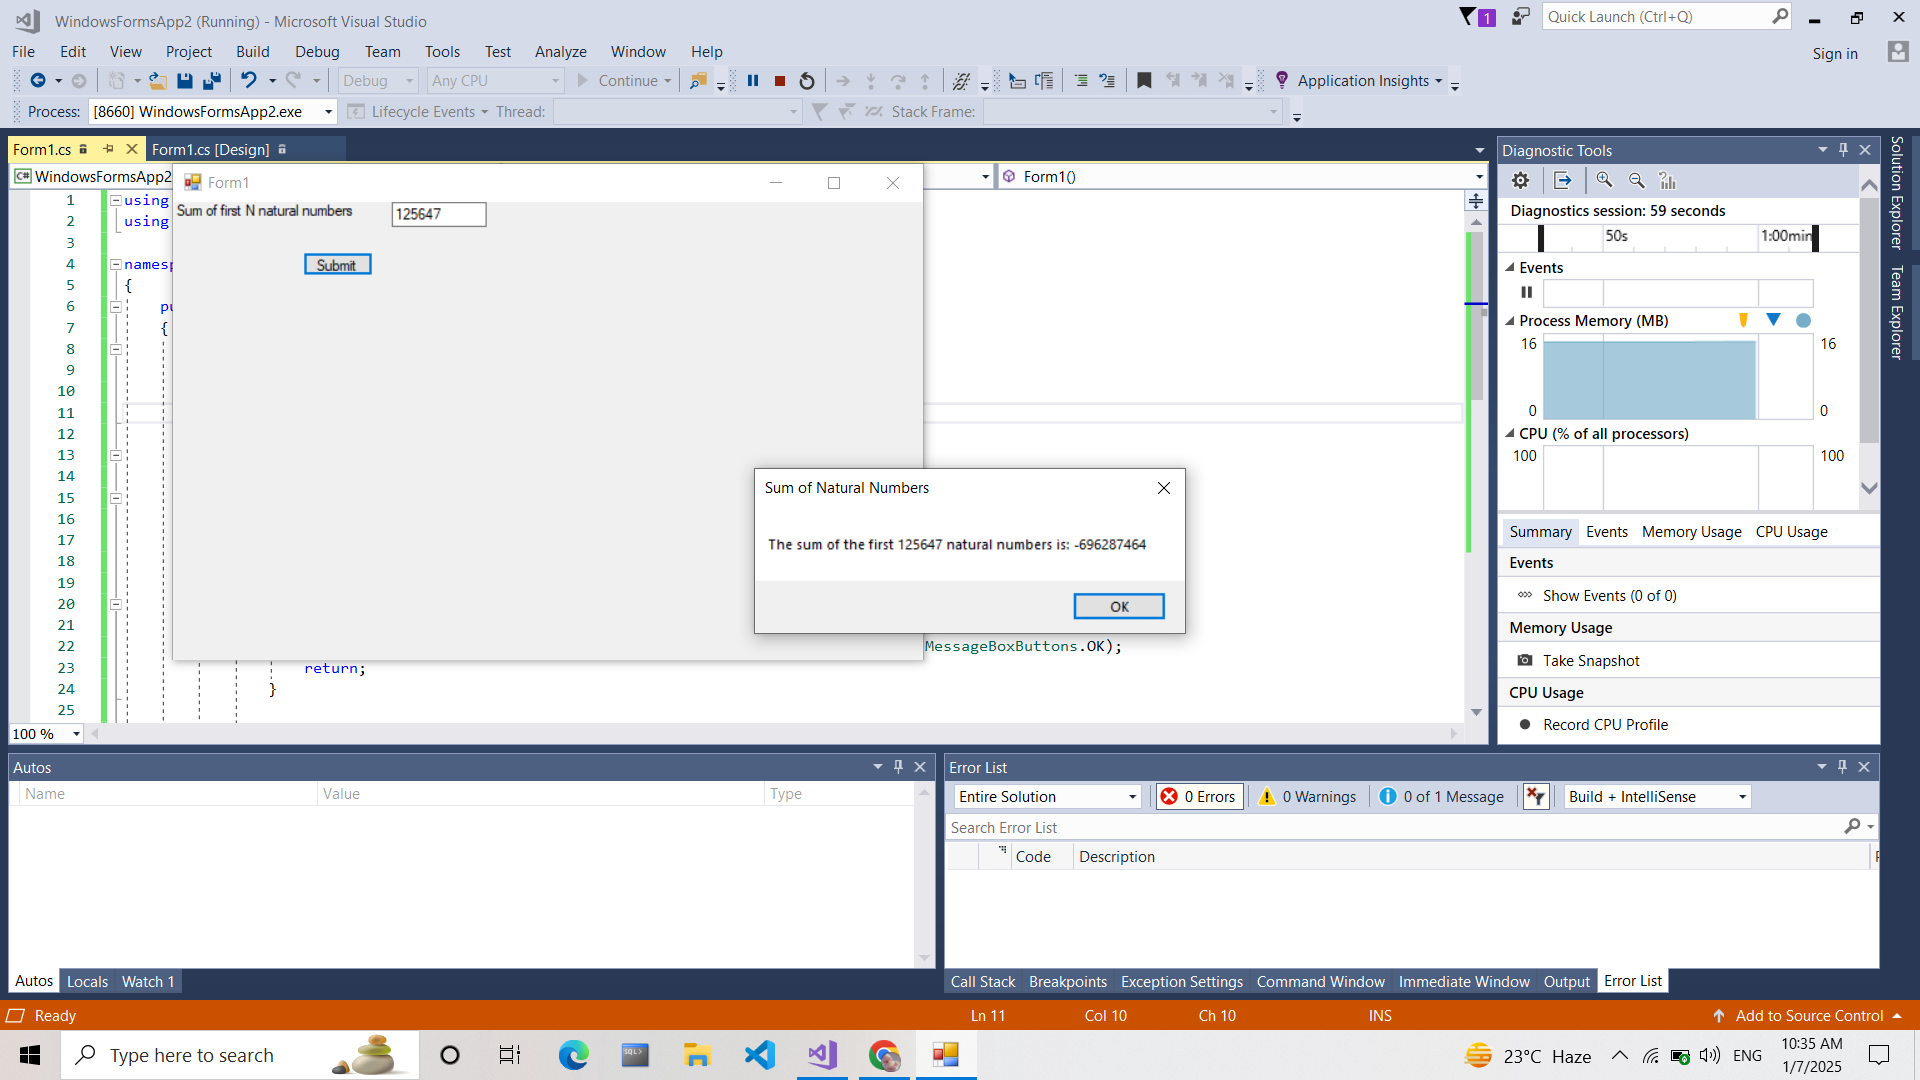 WindowsFormsApp2 (Running) - Microsoft Visual Studio
1
Quick Launch (Ctrl+Q)
File Edit View Project Build Debug Team Tools Test Analyze Window Help
Sign in
Debug Any CPU Continue Application Insights
Process: [8660] WindowsFormsApp2.exe Lifecycle Events Thread: Stack Frame:
Form1.cs Form1.cs [Design]
C# WindowsFormsApp2 Form1()
Form1
Sum of first N natural numbers 125647
Submit
1 using
2 using
3
4 namesp
5 {
6 pu
7 {
8
9
10
11
12
13
14
15
16
17
18
19
20
21
22 MessageBoxButtons.OK);
23 return;
24 }
25
100 %
Sum of Natural Numbers
The sum of the first 125647 natural numbers is: -696287464
OK
Diagnostic Tools
Diagnostics session: 59 seconds
50s 1:00min
Events
Process Memory (MB)
16 16
0 0
CPU (% of all processors)
100 100
Summary Events Memory Usage CPU Usage
Events
Show Events (0 of 0)
Memory Usage
Take Snapshot
CPU Usage
Record CPU Profile
Solution Explorer
Team Explorer
Autos
Name Value Type
Autos Locals Watch 1
Error List
Entire Solution 0 Errors 0 Warnings 0 of 1 Message Build + IntelliSense
Search Error List
Code Description
Call Stack Breakpoints Exception Settings Command Window Immediate Window Output Error List
Ready Ln 11 Col 10 Ch 10 INS Add to Source Control
Type here to search
SQL>
23°C Haze ENG
10:35 AM
1/7/2025